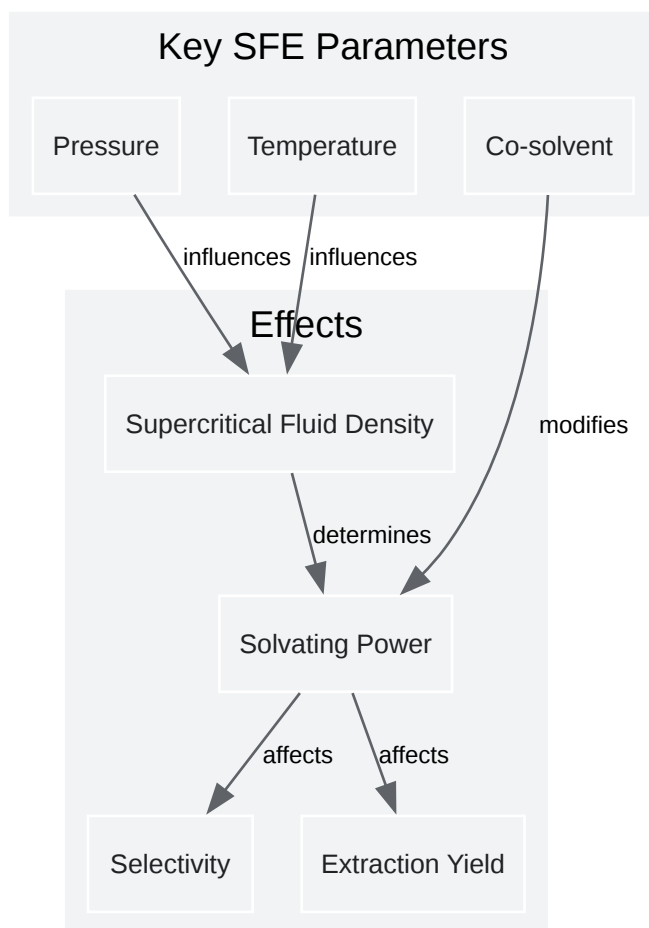 Key SFE Parameters
Pressure
Temperature
Co-solvent
influences
influences
Effects
Supercritical Fluid Density
modifies
determines
Solvating Power
affects
affects
Selectivity
Extraction Yield